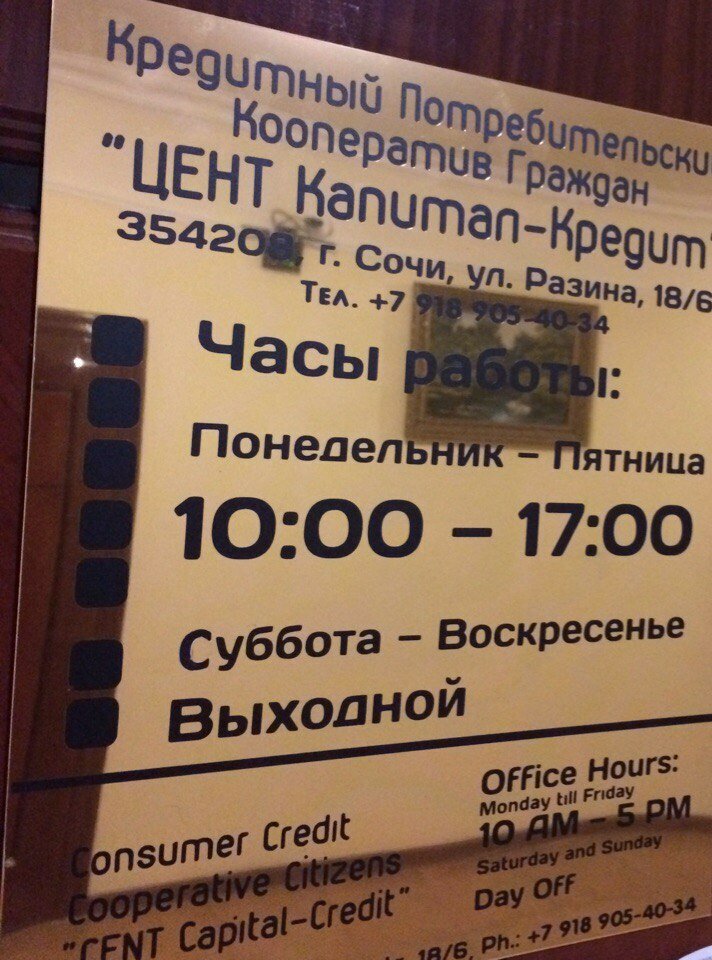 Кредитный Потребительский
Кооператив Граждан
"ЦЕНТ Капитал-Кредит"
354208, г. Сочи, ул. Разина, 18/6
Тел. +7 918 905-40-34
Часы работы:
Понедельник – Пятница
10:00 – 17:00
Суббота – Воскресенье
Выходной
Office Hours:
Monday till Friday
10 AM – 5 PM
Saturday and Sunday
Day Off
Consumer Credit
Cooperative Citizens
"CENT Capital-Credit"
18/6, Ph.: +7 918 905-40-34